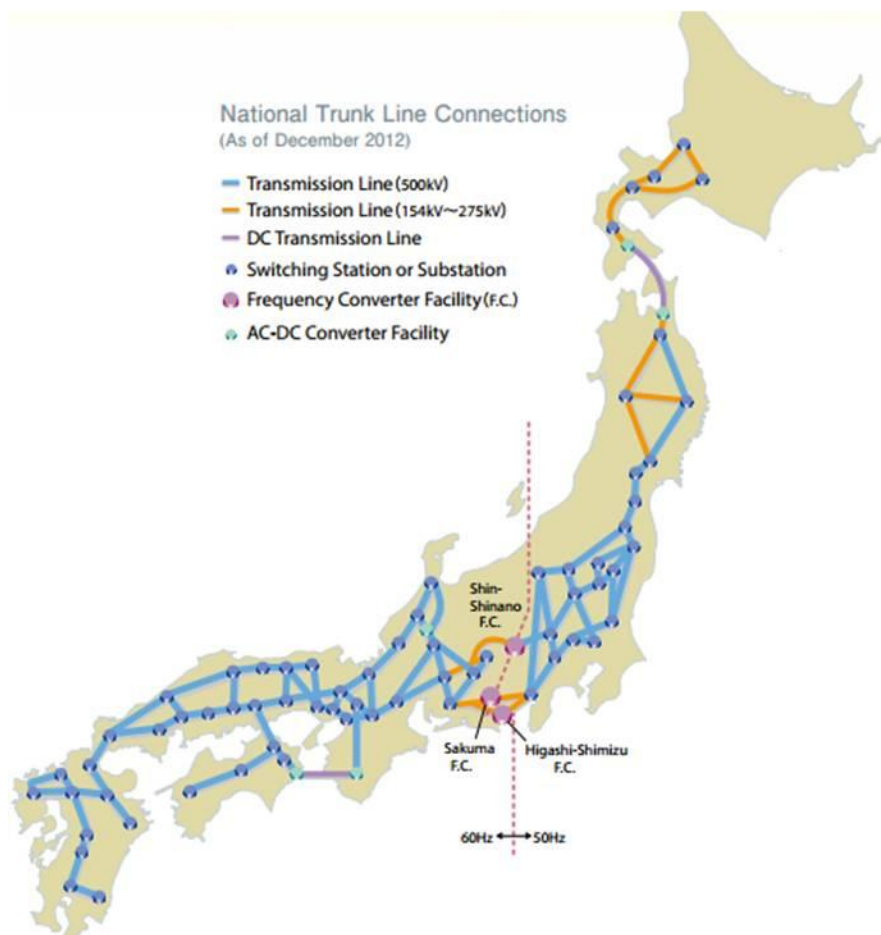 National Trunk Line Connections
(As of December 2012)
Transmission Line (500kV)
Transmission Line (154kV～275kV)
DC Transmission Line
Switching Station or Substation
Frequency Converter Facility (F.C.)
AC-DC Converter Facility
Shin-
Shinano
F.C.
Sakuma
F.C.
Higashi-Shimizu
F.C.
60Hz
50Hz